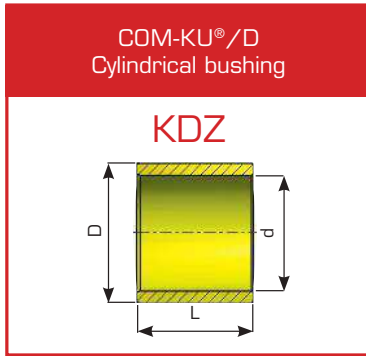 COM-KU®/D
Cylindrical bushing
KDZ
D
d
L